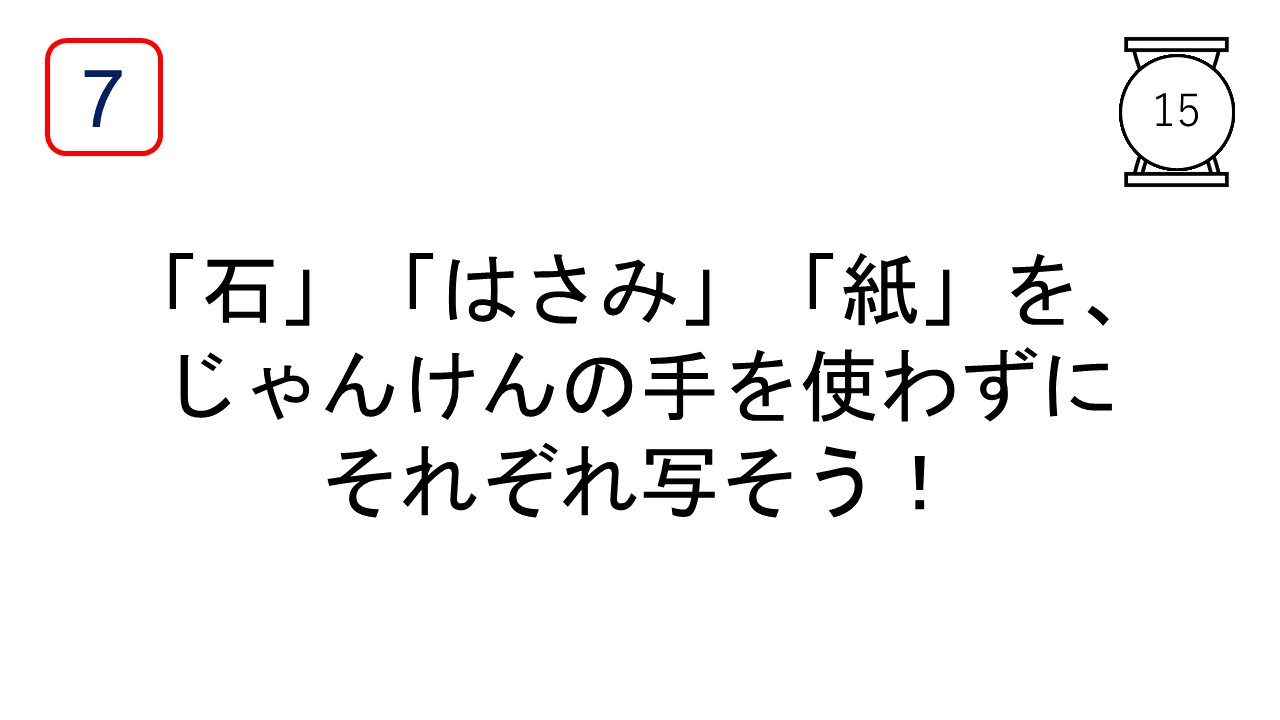 7
15
「石」「はさみ」「紙」を、
じゃんけんの手を使わずに
それぞれ写そう！